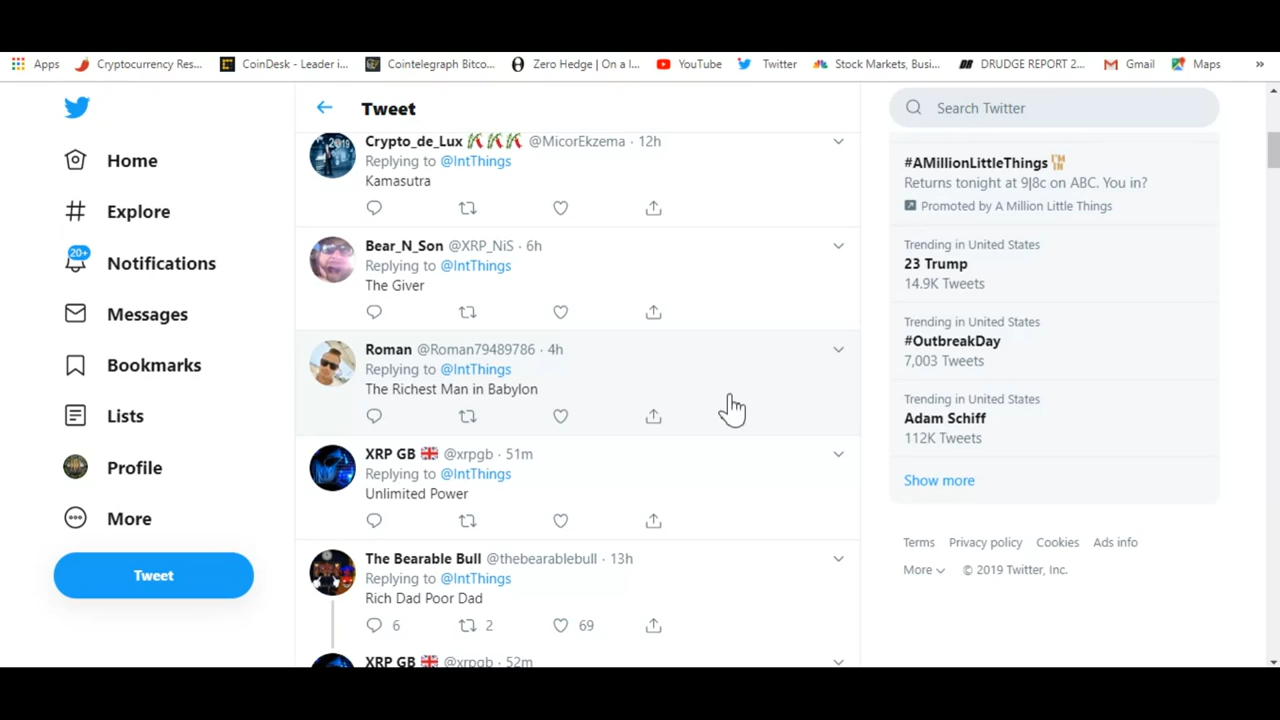 Apps
Cryptocurrency Res...
CoinDesk - Leader i...
Cointelegraph Bitco...
Zero Hedge | On a l...
YouTube
Twitter
Stock Markets, Busi...
DRUDGE REPORT 2...
Gmail
Maps
»
Home
Explore
20+
Notifications
Messages
Bookmarks
Lists
Profile
More
Tweet
Tweet
Crypto_de_Lux @MicorEkzema · 12h
Replying to @IntThings
Kamasutra
Bear_N_Son @XRP_NiS · 6h
Replying to @IntThings
The Giver
Roman @Roman79489786 · 4h
Replying to @IntThings
The Richest Man in Babylon
XRP GB @xrpgb · 51m
Replying to @IntThings
Unlimited Power
The Bearable Bull @thebearablebull · 13h
Replying to @IntThings
Rich Dad Poor Dad
6 2 69
XRP GB @xrpgb · 52m
Search Twitter
#AMillionLittleThings
Returns tonight at 9|8c on ABC. You in?
Promoted by A Million Little Things
Trending in United States
23 Trump
14.9K Tweets
Trending in United States
#OutbreakDay
7,003 Tweets
Trending in United States
Adam Schiff
112K Tweets
Show more
Terms Privacy policy Cookies Ads info
More © 2019 Twitter, Inc.